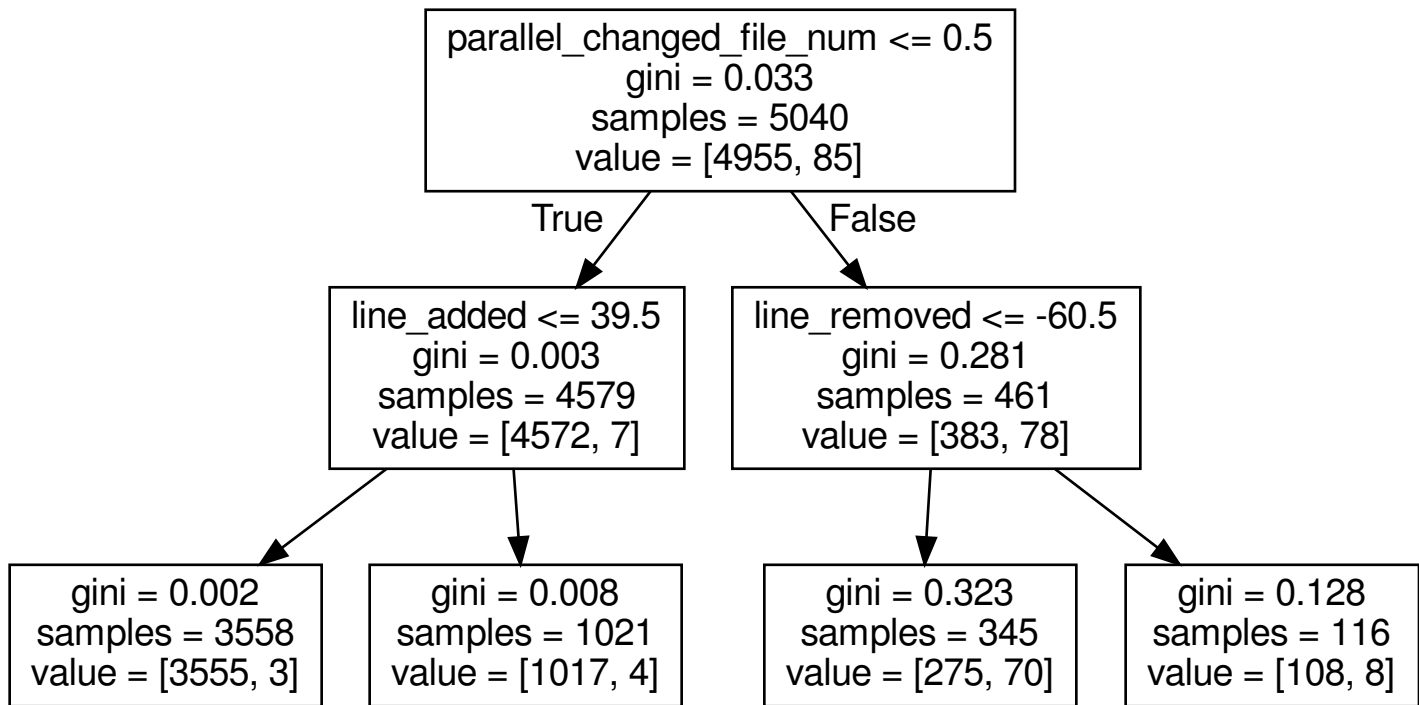 parallel_changed_file_num <= 0.5
gini = 0.033
samples = 5040
value = [4955, 85]
True
False
line_added <= 39.5
gini = 0.003
samples = 4579
value = [4572, 7]
line_removed <= -60.5
gini = 0.281
samples = 461
value = [383, 78]
gini = 0.002
samples = 3558
value = [3555, 3]
gini = 0.008
samples = 1021
value = [1017, 4]
gini = 0.323
samples = 345
value = [275, 70]
gini = 0.128
samples = 116
value = [108, 8]